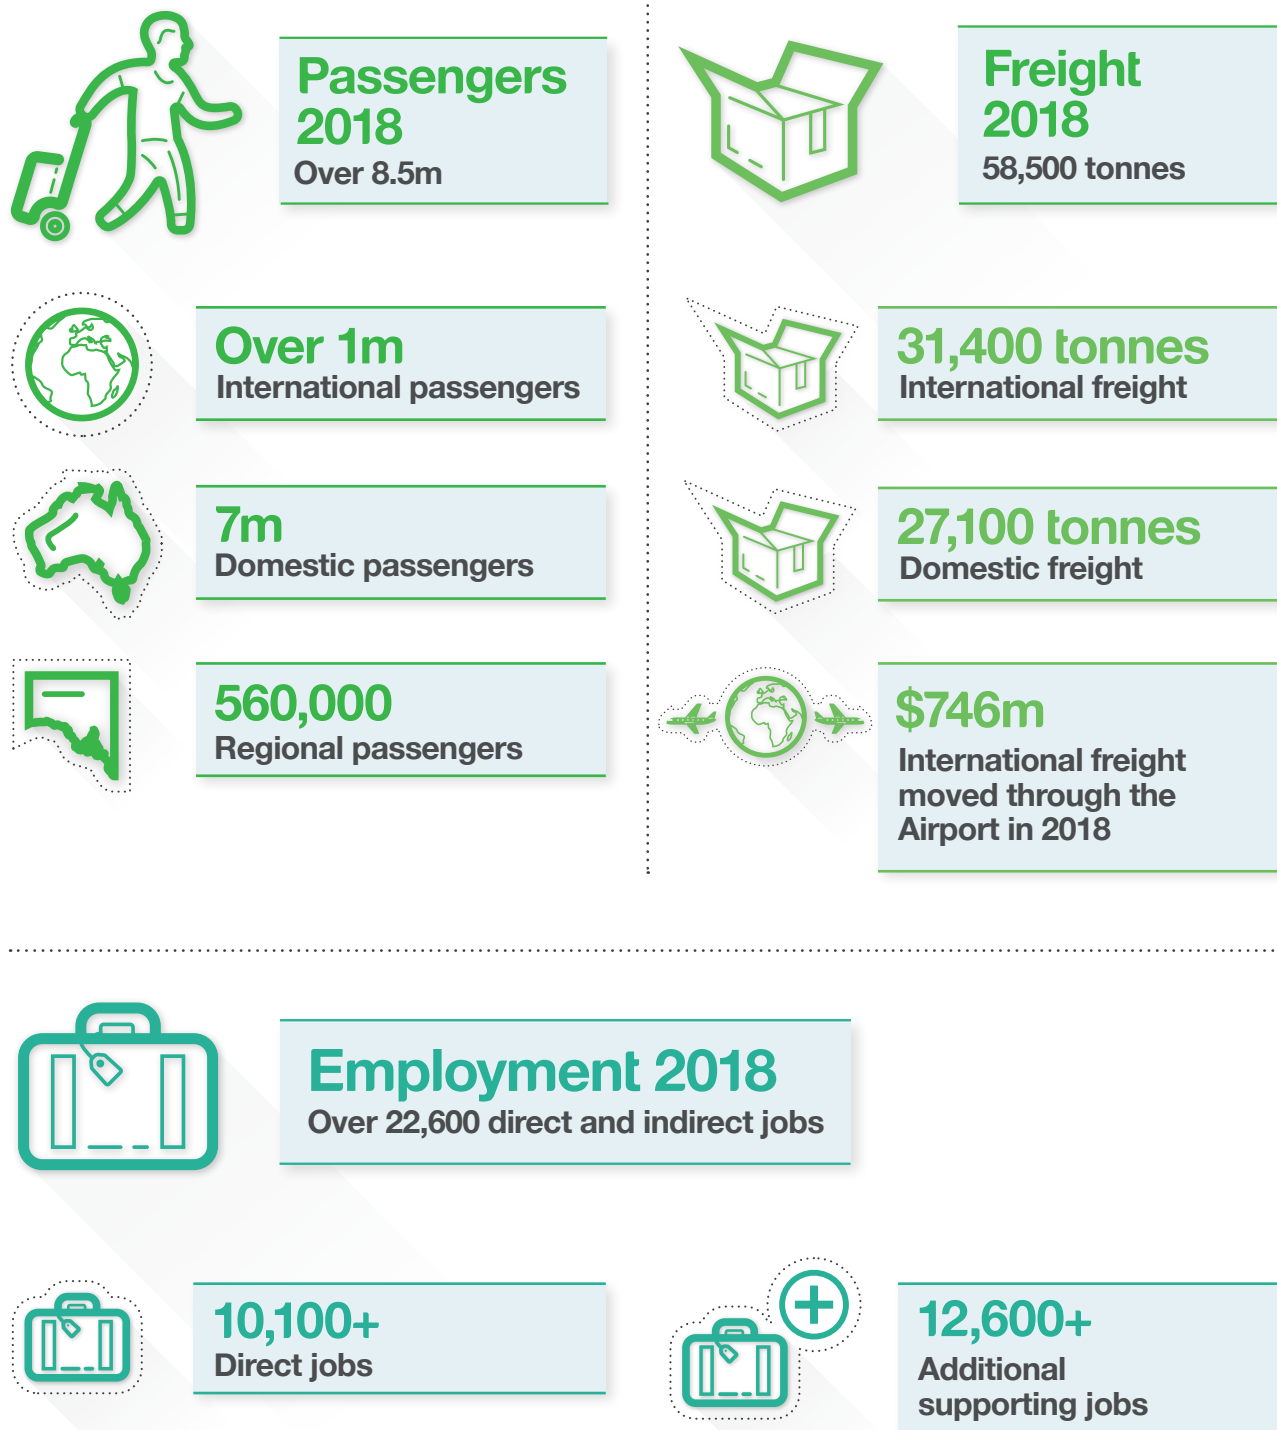 Passengers
2018
Over 8.5m
Over 1m
International passengers
7m
Domestic passengers
560,000
Regional passengers
Freight
2018
58,500 tonnes
31,400 tonnes
International freight
27,100 tonnes
Domestic freight
$746m
International freight
moved through the
Airport in 2018
Employment 2018
Over 22,600 direct and indirect jobs
10,100+
Direct jobs
12,600+
Additional
supporting jobs